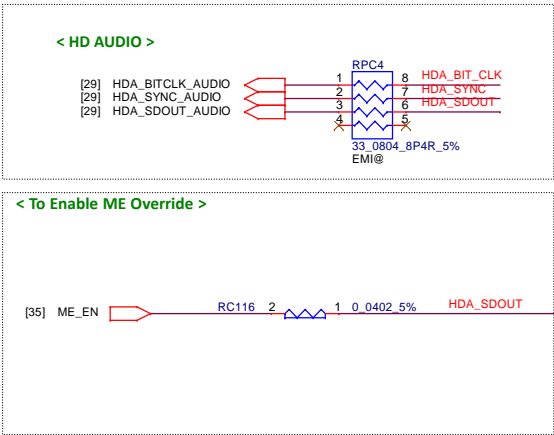 < HD AUDIO >
RPC4
[29] HDA_BITCLK_AUDIO 1 8 HDA_BIT_CLK
[29] HDA_SYNC_AUDIO 2 7 HDA_SYNC
[29] HDA_SDOUT_AUDIO 3 6 HDA_SDOUT
4 5
33_0804_8P4R_5%
EMI@
< To Enable ME Override >
[35] ME_EN RC116 2 1 0_0402_5% HDA_SDOUT